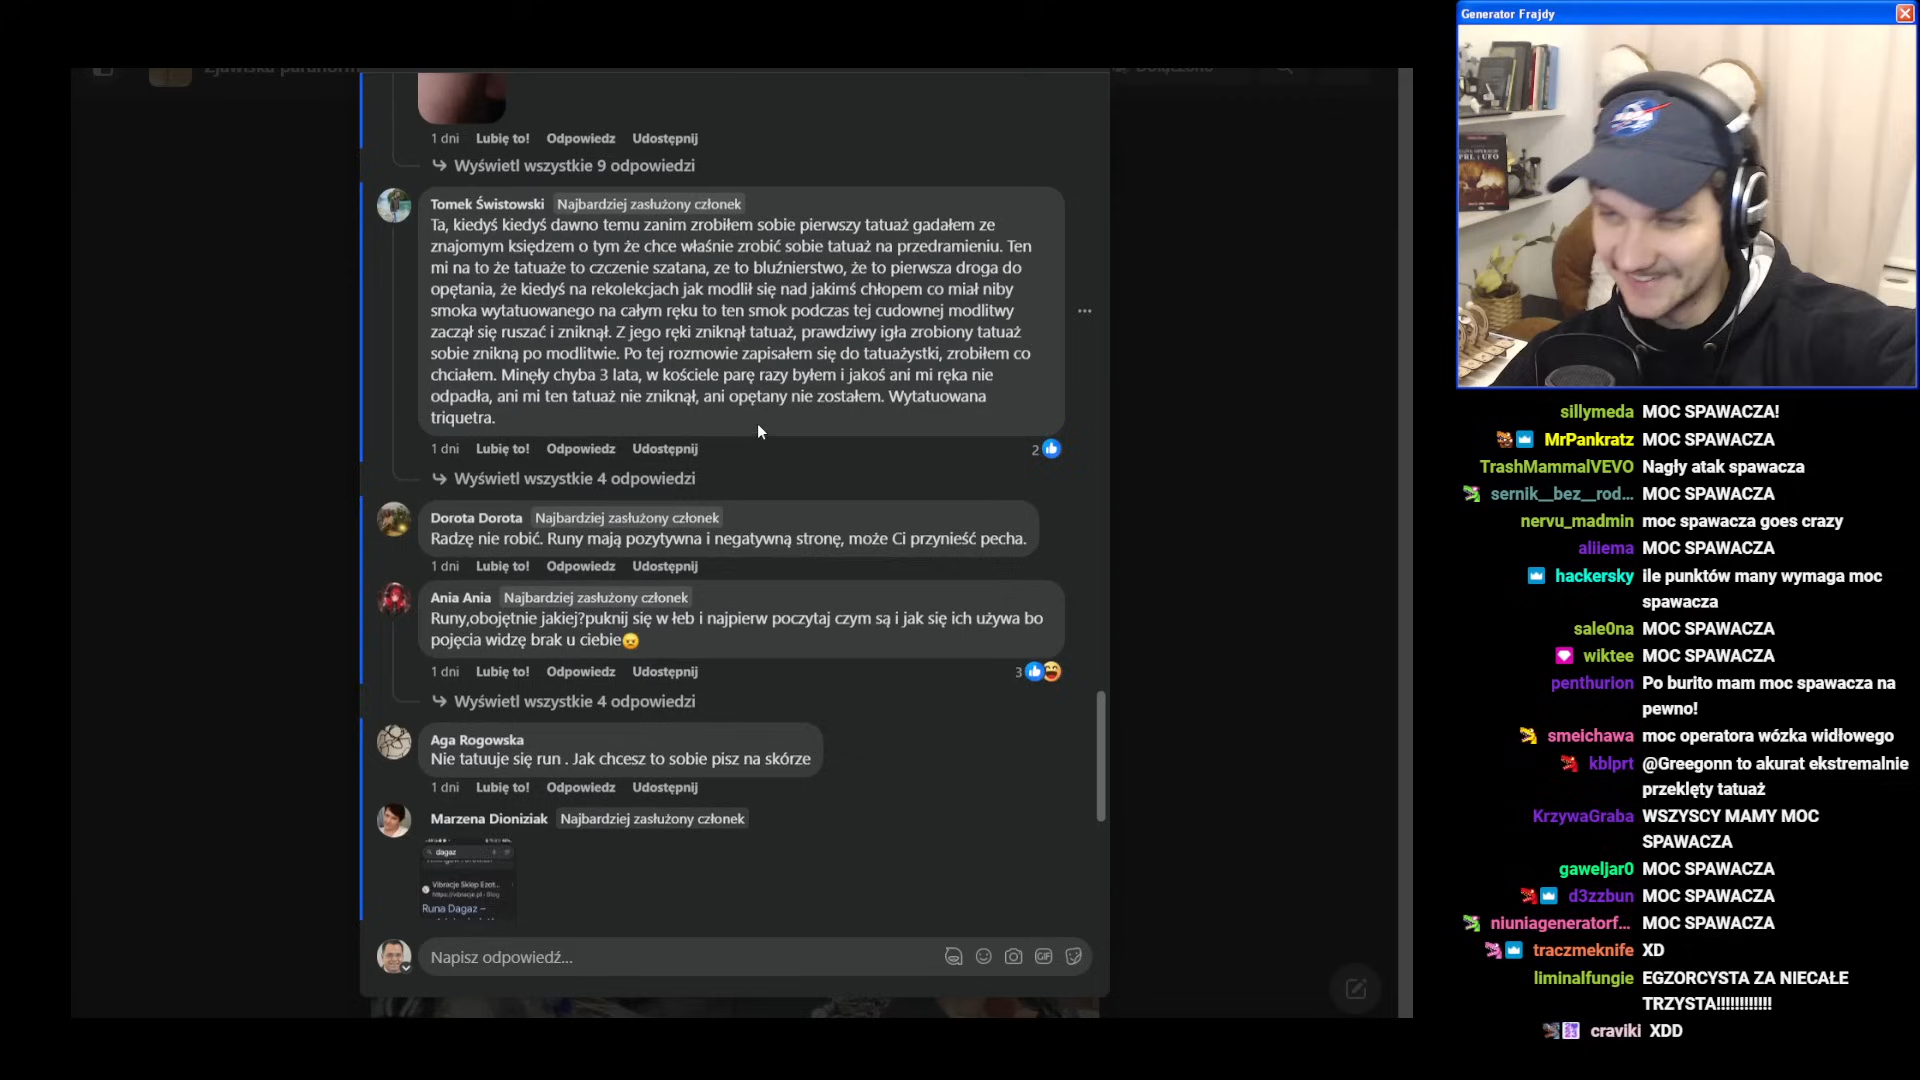 Generator Frajdy
1 dni Lubię to! Odpowiedz Udostępnij
Wyświetl wszystkie 9 odpowiedzi
Tomek Świstowski Najbardziej zasłużony członek
Ta, kiedyś kiedyś dawno temu zanim zrobiłem sobie pierwszy tatuaż gadałem ze
znajomym księdzem o tym że chce właśnie zrobić sobie tatuaż na przedramieniu. Ten
mi na to że tatuaże to czczenie szatana, ze to bluźnierstwo, że to pierwsza droga do
opętania, że kiedyś na rekolekcjach jak modlił się nad jakimś chłopem co miał niby
smoka wytatuowanego na całym ręku to ten smok podczas tej cudownej modlitwy
zaczął się ruszać i zniknął. Z jego ręki zniknął tatuaż, prawdziwy igła zrobiony tatuaż
sobie znikną po modlitwie. Po tej rozmowie zapisałem się do tatuażystki, zrobiłem co
chciałem. Minęły chyba 3 lata, w kościele parę razy byłem i jakoś ani mi ręka nie
odpadła, ani mi ten tatuaż nie zniknął, ani opętany nie zostałem. Wytatuowana
triquetra.
1 dni Lubię to! Odpowiedz Udostępnij 2
Wyświetl wszystkie 4 odpowiedzi
Dorota Dorota Najbardziej zasłużony członek
Radzę nie robić. Runy mają pozytywna i negatywną stronę, może Ci przynieść pecha.
1 dni Lubię to! Odpowiedz Udostępnij
Ania Ania Najbardziej zasłużony członek
Runy,obojętnie jakiej?puknij się w łeb i najpierw poczytaj czym są i jak się ich używa bo
pojęcia widzę brak u ciebie😠
1 dni Lubię to! Odpowiedz Udostępnij 3
Wyświetl wszystkie 4 odpowiedzi
Aga Rogowska
Nie tatuuje się run . Jak chcesz to sobie pisz na skórze
1 dni Lubię to! Odpowiedz Udostępnij
Marzena Dioniziak Najbardziej zasłużony członek
dagaz
Vibracje Sklep Ezot...
https://vibracje.pl › Blog
Runa Dagaz –
Napisz odpowiedź...
GIF
sillymeda MOC SPAWACZA!
MrPankratz MOC SPAWACZA
TrashMammalVEVO Nagły atak spawacza
sernik__bez__rod... MOC SPAWACZA
nervu_madmin moc spawacza goes crazy
aliiema MOC SPAWACZA
hackersky ile punktów many wymaga moc
spawacza
sale0na MOC SPAWACZA
wiktee MOC SPAWACZA
penthurion Po burito mam moc spawacza na
pewno!
smeichawa moc operatora wózka widłowego
kblprt @Greegonn to akurat ekstremalnie
przeklęty tatuaż
KrzywaGraba WSZYSCY MAMY MOC
SPAWACZA
gaweljar0 MOC SPAWACZA
d3zzbun MOC SPAWACZA
niuniageneratorf... MOC SPAWACZA
traczmeknife XD
liminalfungie EGZORCYSTA ZA NIECAŁE
TRZYSTA!!!!!!!!!!!!
craviki XDD